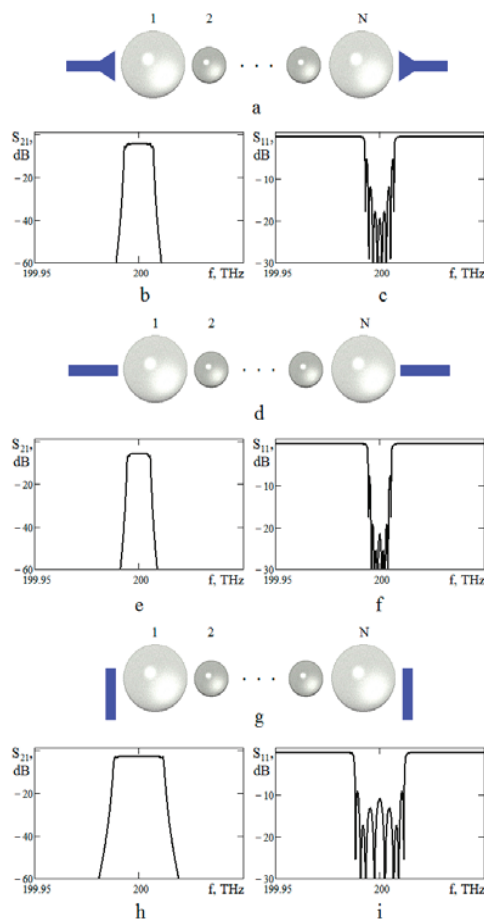 1 2 N
· · ·
a
S21, dB
S11, dB
−20
−40
−60
−10
−20
−30
199.95 200 f, THz
199.95 200 f, THz
b c
1 2 N
· · ·
d
S21, dB
S11, dB
−20
−40
−60
−10
−20
−30
199.95 200 f, THz
199.95 200 f, THz
e f
1 2 N
· · ·
g
S21, dB
S11, dB
−20
−40
−60
−10
−20
−30
199.95 200 f, THz
199.95 200 f, THz
h i